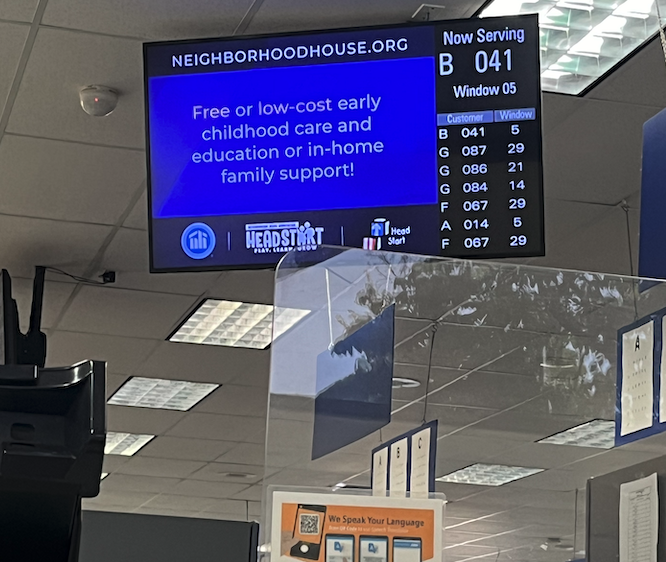 NEIGHBORHOODHOUSE.ORG
Free or low-cost early
childhood care and
education or in-home
family support!
HEADSTART
PLAY. LEARN. GROW
Head
Start
Now Serving
B 041
Window 05
Customer Window
B 041 5
G 087 29
G 086 21
G 084 14
F 067 29
A 014 5
F 067 29
A
A
B
C
We Speak Your Language